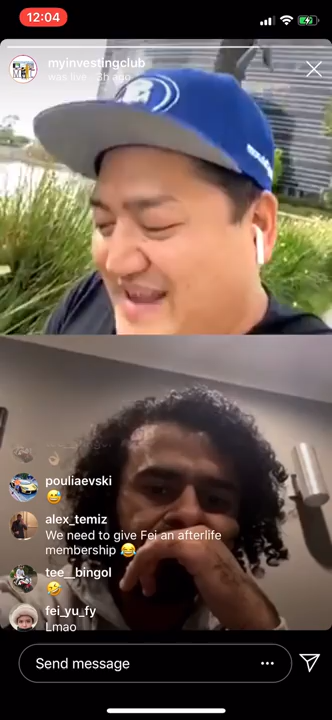 12:04
myinvestingclub
was live · 3h ago
pouliaevski
😅
alex_temiz
We need to give Fei an afterlife
membership 😂
tee__bingol
🤣
fei_yu_fy
Lmao
Send message